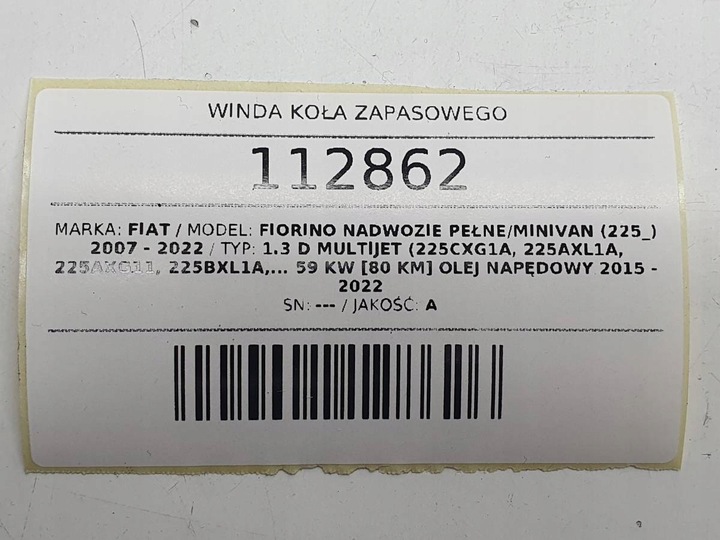 WINDA KOŁA ZAPASOWEGO
112862
MARKA: FIAT / MODEL: FIORINO NADWOZIE PEŁNE/MINIVAN (225_)
2007 - 2022 / TYP: 1.3 D MULTIJET (225CXG1A, 225AXL1A,
225AXG11, 225BXL1A,... 59 KW [80 KM] OLEJ NAPĘDOWY 2015 -
2022
SN: --- / JAKOŚĆ: A